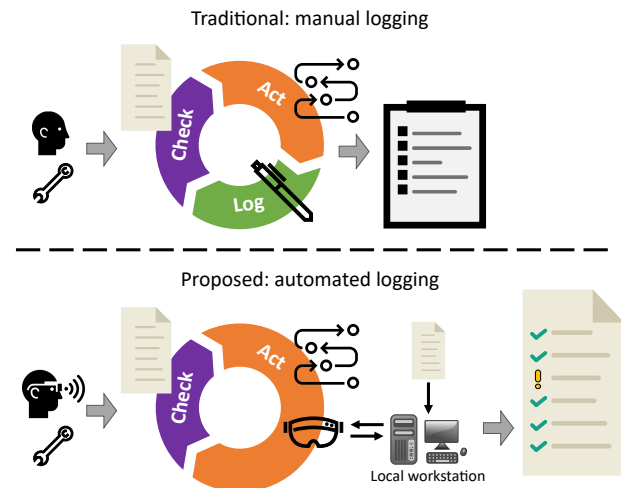 Traditional: manual logging
Act
Check
Log
Proposed: automated logging
Act
Check
Local workstation